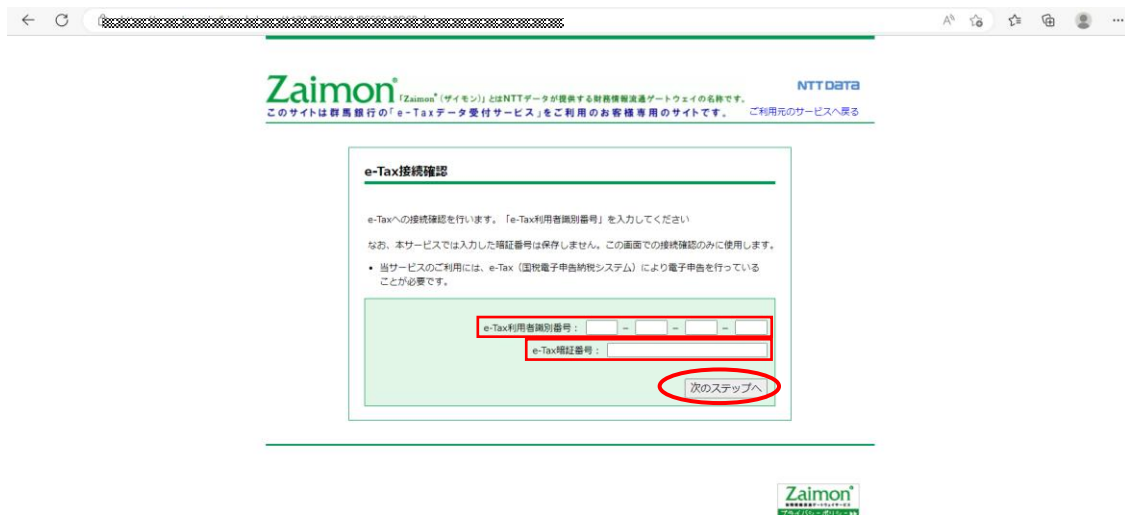 Zaimon® 「Zaimon®(ザイモン)」とはNTTデータが提供する財務情報流通ゲートウェイの名称です。
NTT DATA
このサイトは群馬銀行の「e-Taxデータ受付サービス」をご利用のお客様専用のサイトです。
ご利用元のサービスへ戻る
e-Tax接続確認
e-Taxへの接続確認を行います。「e-Tax利用者識別番号」を入力してください
なお、本サービスでは入力した暗証番号は保存しません。この画面での接続確認のみに使用します。
• 当サービスのご利用には、e-Tax（国税電子申告納税システム）により電子申告を行っている
ことが必要です。
e-Tax利用者識別番号： － － －
e-Tax暗証番号：
次のステップへ
Zaimon®
プライバシーポリシー